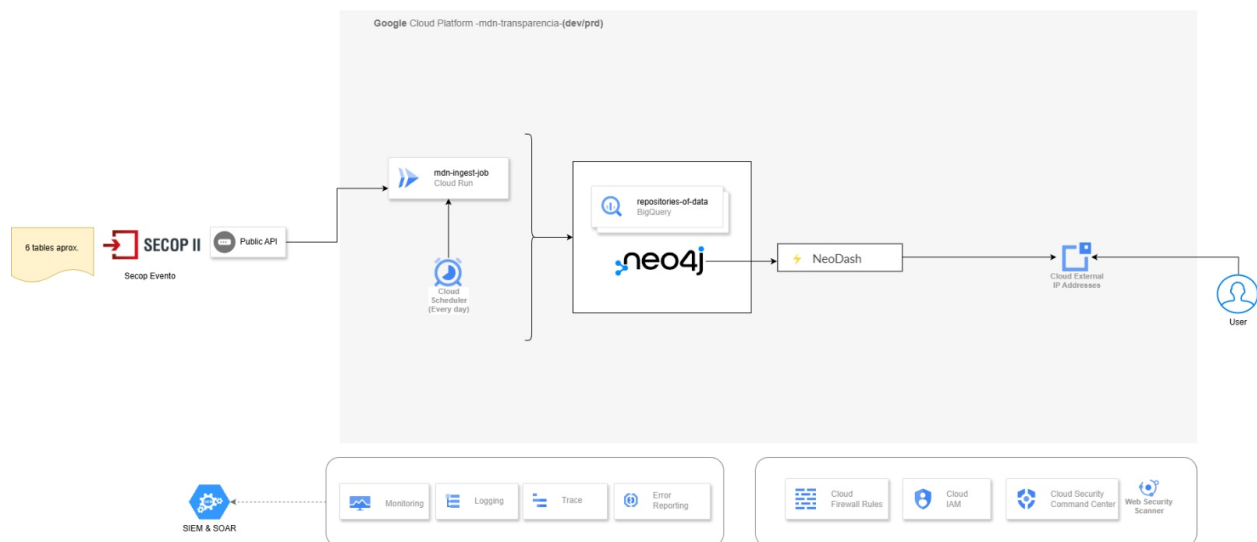 Google Cloud Platform -mdn-transparencia-(dev/prd)
mdn-ingest-job
Cloud Run
repositories-of-data
BigQuery
6 tables aprox.
SECOP II
Public API
Secop Evento
Cloud
Scheduler
(Every day)
neo4j
NeoDash
Cloud External
IP Addresses
User
SIEM & SOAR
Monitoring
Logging
Trace
Error
Reporting
Cloud
Firewall Rules
Cloud
IAM
Cloud Security
Command Center
Web Security
Scanner